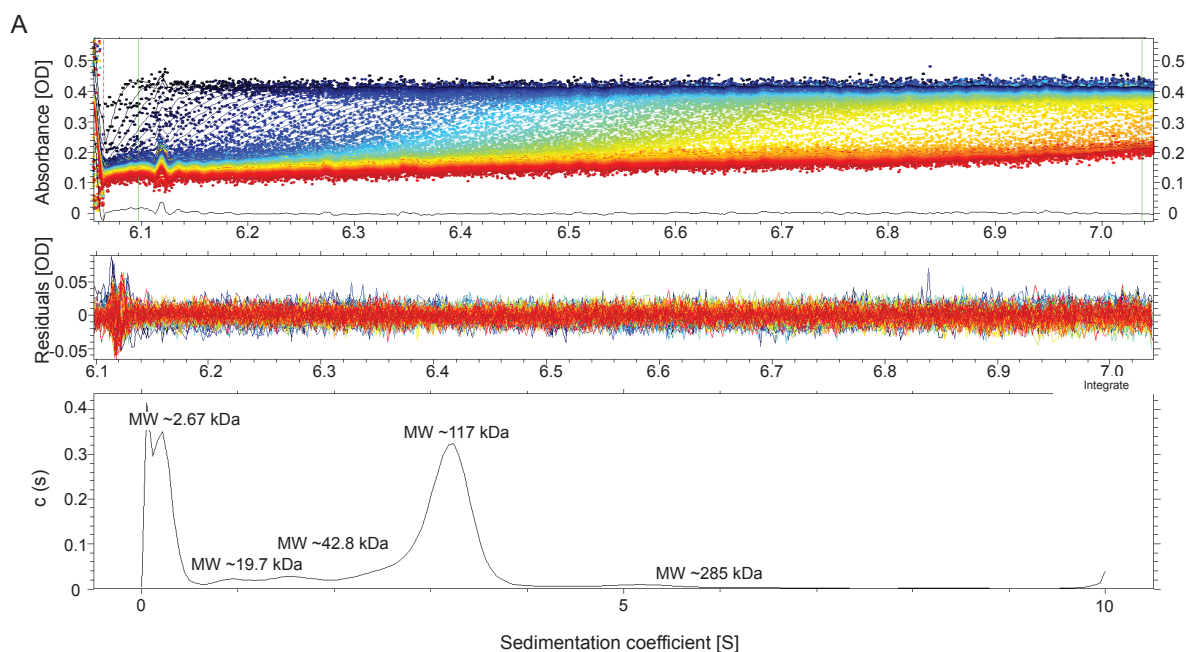 A
Absorbance [OD]
0.5
0.4
0.3
0.2
0.1
0
0.5
0.4
0.3
0.2
0.1
0
6.1 6.2 6.3 6.4 6.5 6.6 6.7 6.8 6.9 7.0
Residuals [OD]
0.05
0
-0.05
6.1 6.2 6.3 6.4 6.5 6.6 6.7 6.8 6.9 7.0
Integrate
c (s)
0.4
0.3
0.2
0.1
0
MW ~2.67 kDa
MW ~117 kDa
MW ~42.8 kDa
MW ~19.7 kDa
MW ~285 kDa
0 5 10
Sedimentation coefficient [S]